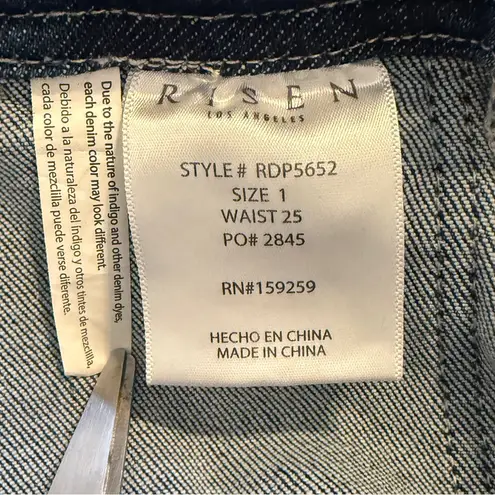 RISEN
LOS ANGELES
STYLE# RDP5652
SIZE 1
WAIST 25
PO# 2845
RN#159259
HECHO EN CHINA
MADE IN CHINA
Due to the nature of indigo and other denim dyes,
each denim color may look different.
Debido a la naturaleza del índigo y otros tintes de mezclilla,
cada color de mezclilla puede verse diferente.